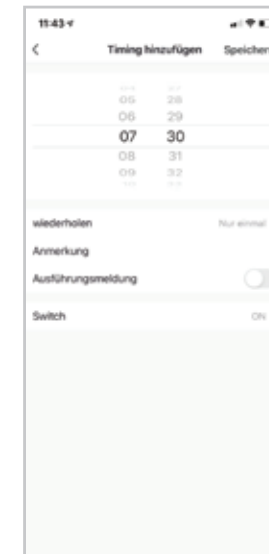 11:43
Timing hinzufügen Speichern
05 28
06 29
07 30
08 31
09 32
wiederholen Nur einmal
Anmerkung
Ausführungsmeldung
Switch ON